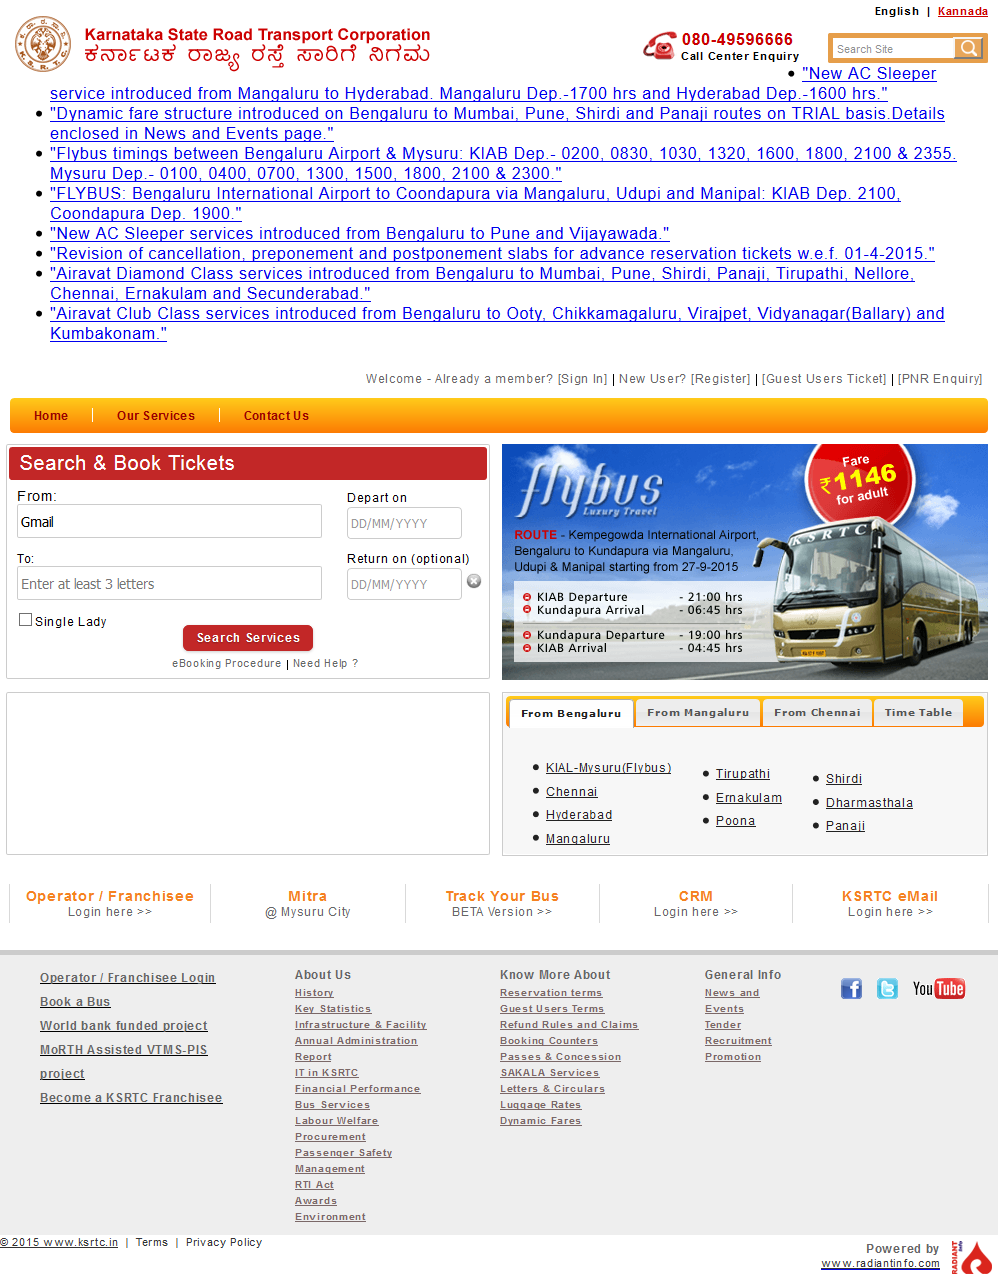 English | Kannada
Karnataka State Road Transport Corporation
ಕರ್ನಾಟಕ ರಾಜ್ಯ ರಸ್ತೆ ಸಾರಿಗೆ ನಿಗಮ
080-49596666
Call Center Enquiry
Search Site
"New AC Sleeper
service introduced from Mangaluru to Hyderabad. Mangaluru Dep.-1700 hrs and Hyderabad Dep.-1600 hrs."
"Dynamic fare structure introduced on Bengaluru to Mumbai, Pune, Shirdi and Panaji routes on TRIAL basis.Details
enclosed in News and Events page."
"Flybus timings between Bengaluru Airport & Mysuru: KIAB Dep.- 0200, 0830, 1030, 1320, 1600, 1800, 2100 & 2355.
Mysuru Dep.- 0100, 0400, 0700, 1300, 1500, 1800, 2100 & 2300."
"FLYBUS: Bengaluru International Airport to Coondapura via Mangaluru, Udupi and Manipal: KIAB Dep. 2100,
Coondapura Dep. 1900."
"New AC Sleeper services introduced from Bengaluru to Pune and Vijayawada."
"Revision of cancellation, preponement and postponement slabs for advance reservation tickets w.e.f. 01-4-2015."
"Airavat Diamond Class services introduced from Bengaluru to Mumbai, Pune, Shirdi, Panaji, Tirupathi, Nellore,
Chennai, Ernakulam and Secunderabad."
"Airavat Club Class services introduced from Bengaluru to Ooty, Chikkamagaluru, Virajpet, Vidyanagar(Ballary) and
Kumbakonam."
Welcome - Already a member? [Sign In] | New User? [Register] | [Guest Users Ticket] | [PNR Enquiry]
Home
Our Services
Contact Us
Search & Book Tickets
From:
Depart on
Gmail
DD/MM/YYYY
To:
Return on (optional)
Enter at least 3 letters
DD/MM/YYYY
Single Lady
Search Services
eBooking Procedure | Need Help ?
flybus
Luxury Travel
Fare
₹1146
for adult
KSRTC
ROUTE - Kempegowda International Airport,
Bengaluru to Kundapura via Mangaluru,
Udupi & Manipal starting from 27-9-2015
KIAB Departure - 21:00 hrs
Kundapura Arrival - 06:45 hrs
Kundapura Departure - 19:00 hrs
KIAB Arrival - 04:45 hrs
From Bengaluru
From Mangaluru
From Chennai
Time Table
KIAL-Mysuru(Flybus)
Chennai
Hyderabad
Mangaluru
Tirupathi
Ernakulam
Poona
Shirdi
Dharmasthala
Panaji
Operator / Franchisee
Login here >>
Mitra
@ Mysuru City
Track Your Bus
BETA Version >>
CRM
Login here >>
KSRTC eMail
Login here >>
Operator / Franchisee Login
Book a Bus
World bank funded project
MoRTH Assisted VTMS-PIS
project
Become a KSRTC Franchisee
About Us
History
Key Statistics
Infrastructure & Facility
Annual Administration
Report
IT in KSRTC
Financial Performance
Bus Services
Labour Welfare
Procurement
Passenger Safety
Management
RTI Act
Awards
Environment
Know More About
Reservation terms
Guest Users Terms
Refund Rules and Claims
Booking Counters
Passes & Concession
SAKALA Services
Letters & Circulars
Luggage Rates
Dynamic Fares
General Info
News and
Events
Tender
Recruitment
Promotion
You Tube
© 2015 www.ksrtc.in | Terms | Privacy Policy
Powered by
www.radiantinfo.com
RADIANT